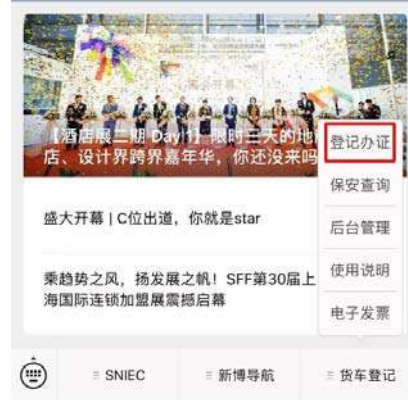 【酒店展二期 Day1】限时三天的地
店、设计界跨界嘉年华，你还没来吗
盛大开幕 | C位出道，你就是star
乘趋势之风，扬发展之帆！SFF第30届上
海国际连锁加盟展震撼启幕
登记办证
保安查询
后台管理
使用说明
电子发票
SNIEC
新博导航
货车登记